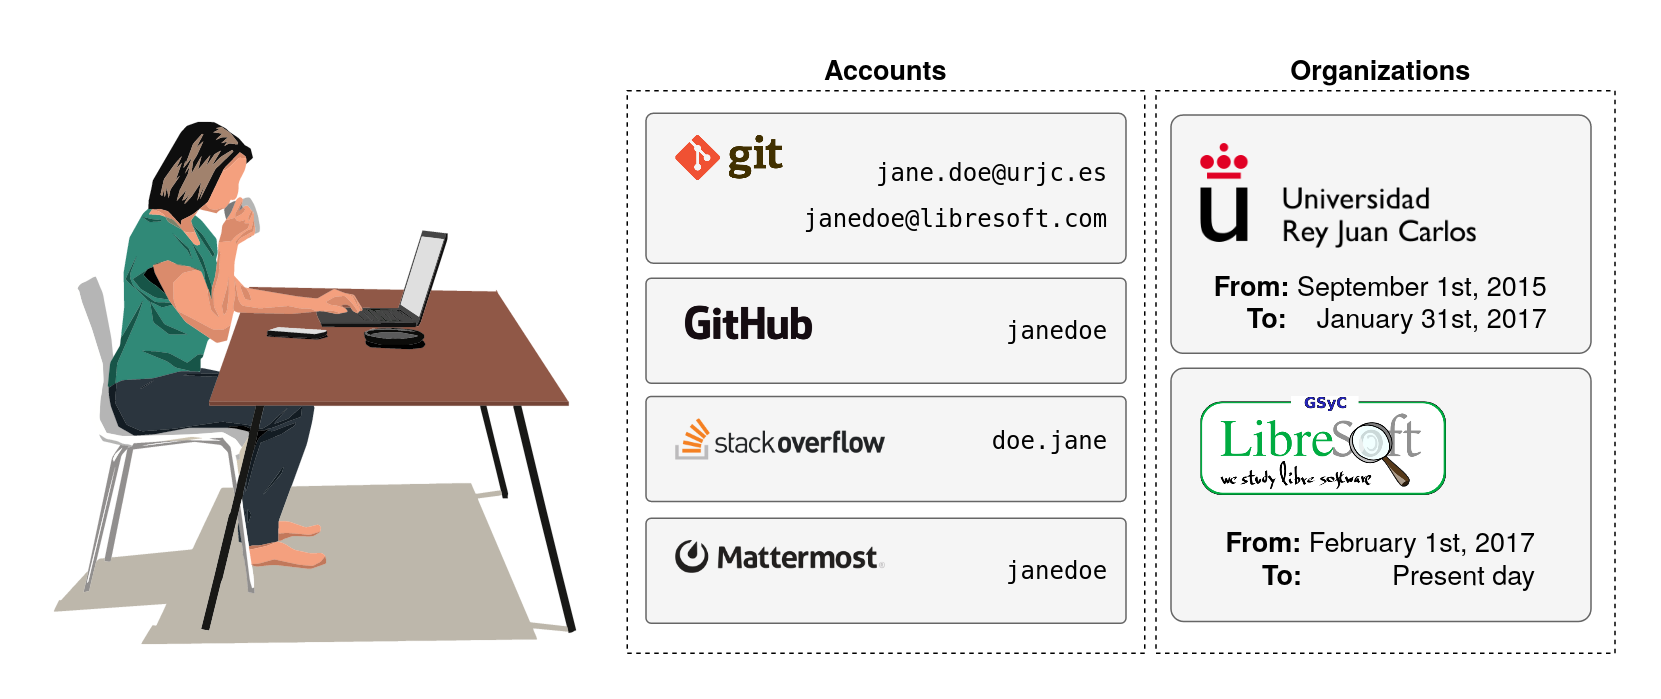 Accounts
git
jane.doe@urjc.es
janedoe@libresoft.com
GitHub
janedoe
stackoverflow
doe.jane
Mattermost®
janedoe
Organizations
u
Universidad
Rey Juan Carlos
From: September 1st, 2015
To: January 31st, 2017
GSyC
LibreSoft
we study libre software
From: February 1st, 2017
To: Present day